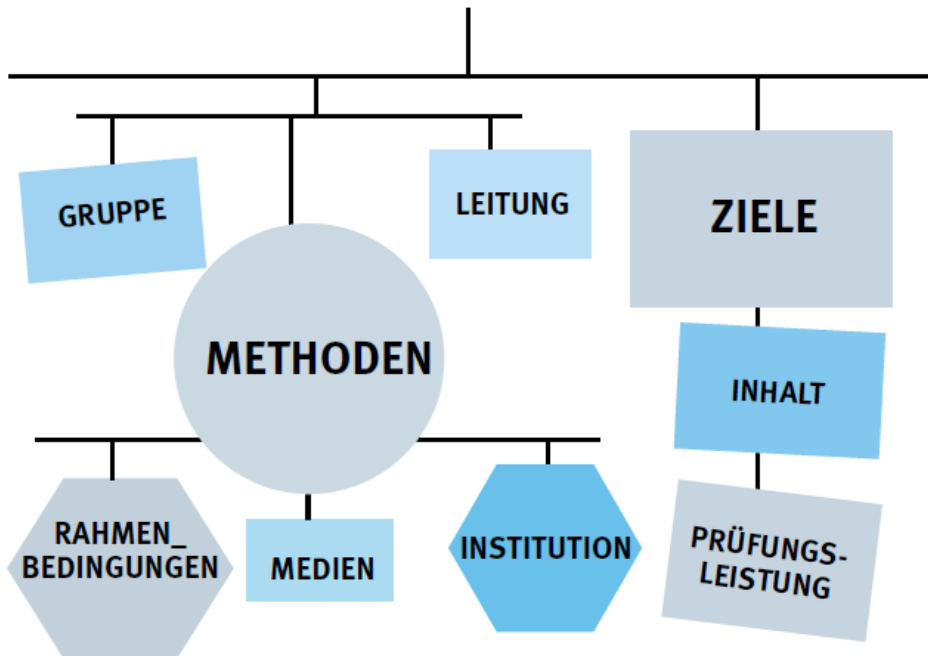 GRUPPE
LEITUNG
ZIELE
METHODEN
INHALT
RAHMEN_
BEDINGUNGEN
MEDIEN
INSTITUTION
PRÜFUNGS-
LEISTUNG